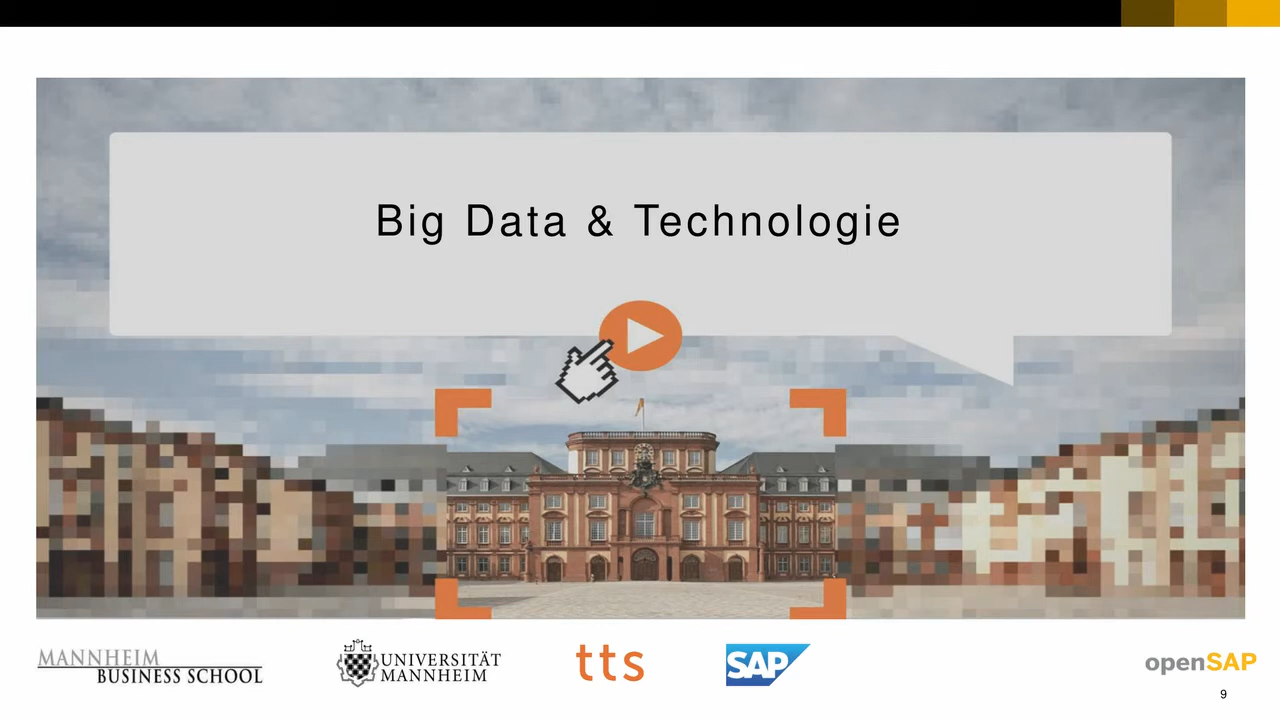 Big Data & Technologie
MANNHEIM
BUSINESS SCHOOL
UNIVERSITÄT
MANNHEIM
tts
SAP
openSAP
9